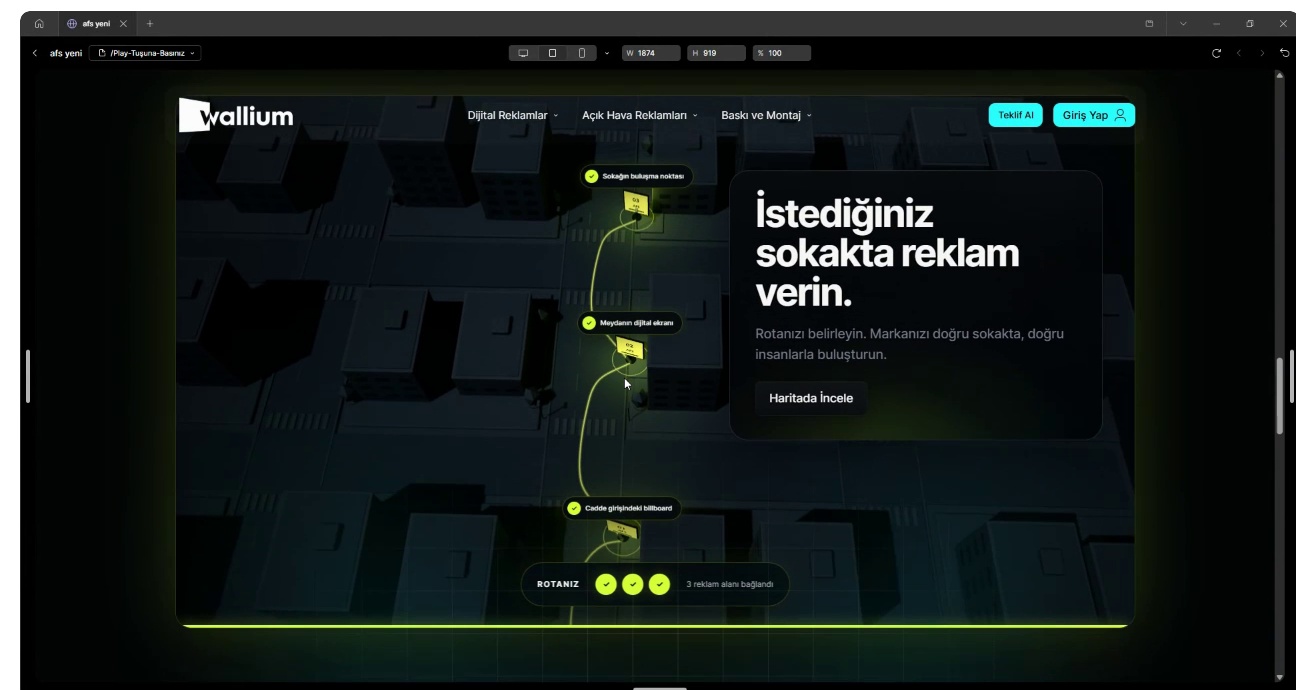 afs yeni
afs yeni
/Play-Tuşuna-Basınız
W 1874
H 919
% 100
wallium
Dijital Reklamlar
Açık Hava Reklamları
Baskı ve Montaj
Teklif Al
Giriş Yap
Sokağın buluşma noktası
03
İstediğiniz
sokakta reklam
verin.
Rotanızı belirleyin. Markanızı doğru sokakta, doğru
insanlarla buluşturun.
Haritada İncele
Meydanın dijital ekranı
02
Cadde girişindeki billboard
ROTANIZ
3 reklam alanı bağlandı